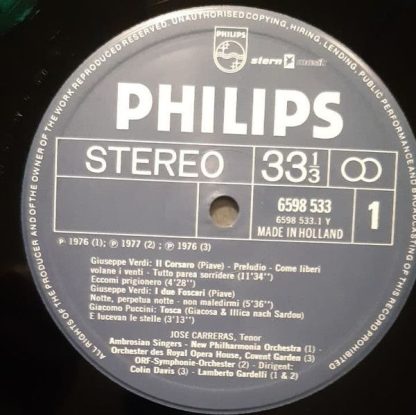 ALL RIGHTS OF THE PRODUCER AND OF THE OWNER OF THE WORK REPRODUCED RESERVED. UNAUTHORISED COPYING, HIRING, LENDING, PUBLIC PERFORMANCE AND BROADCASTING OF THIS RECORD PROHIBITED
PHILIPS
stern musik
PHILIPS
STEREO
33 1/3
6598 533
6598 533.1 Y
MADE IN HOLLAND
1
℗ 1976 (1); ℗ 1977 (2) ; ℗ 1976 (3)
Giuseppe Verdi: Il Corsaro (Piave) - Preludio - Come liberi
volano i venti - Tutto parea sorridere (11'34")
Eccomi prigionero (4'28")
Giuseppe Verdi: I due Foscari (Piave)
Notte, perpetua notte - non maledirmi (5'36")
Giacomo Puccini: Tosca (Giacosa & Illica nach Sardou)
E lucevan le stelle (3'13")
JOSE CARRERAS, Tenor
Ambrosian Singers - New Philharmonia Orchestra (1)
Orchester des Royal Opera House, Covent Garden (3)
ORF-Symphonie-Orchester (2) - Dirigent:
Colin Davis (3) - Lamberto Gardelli (1 & 2)